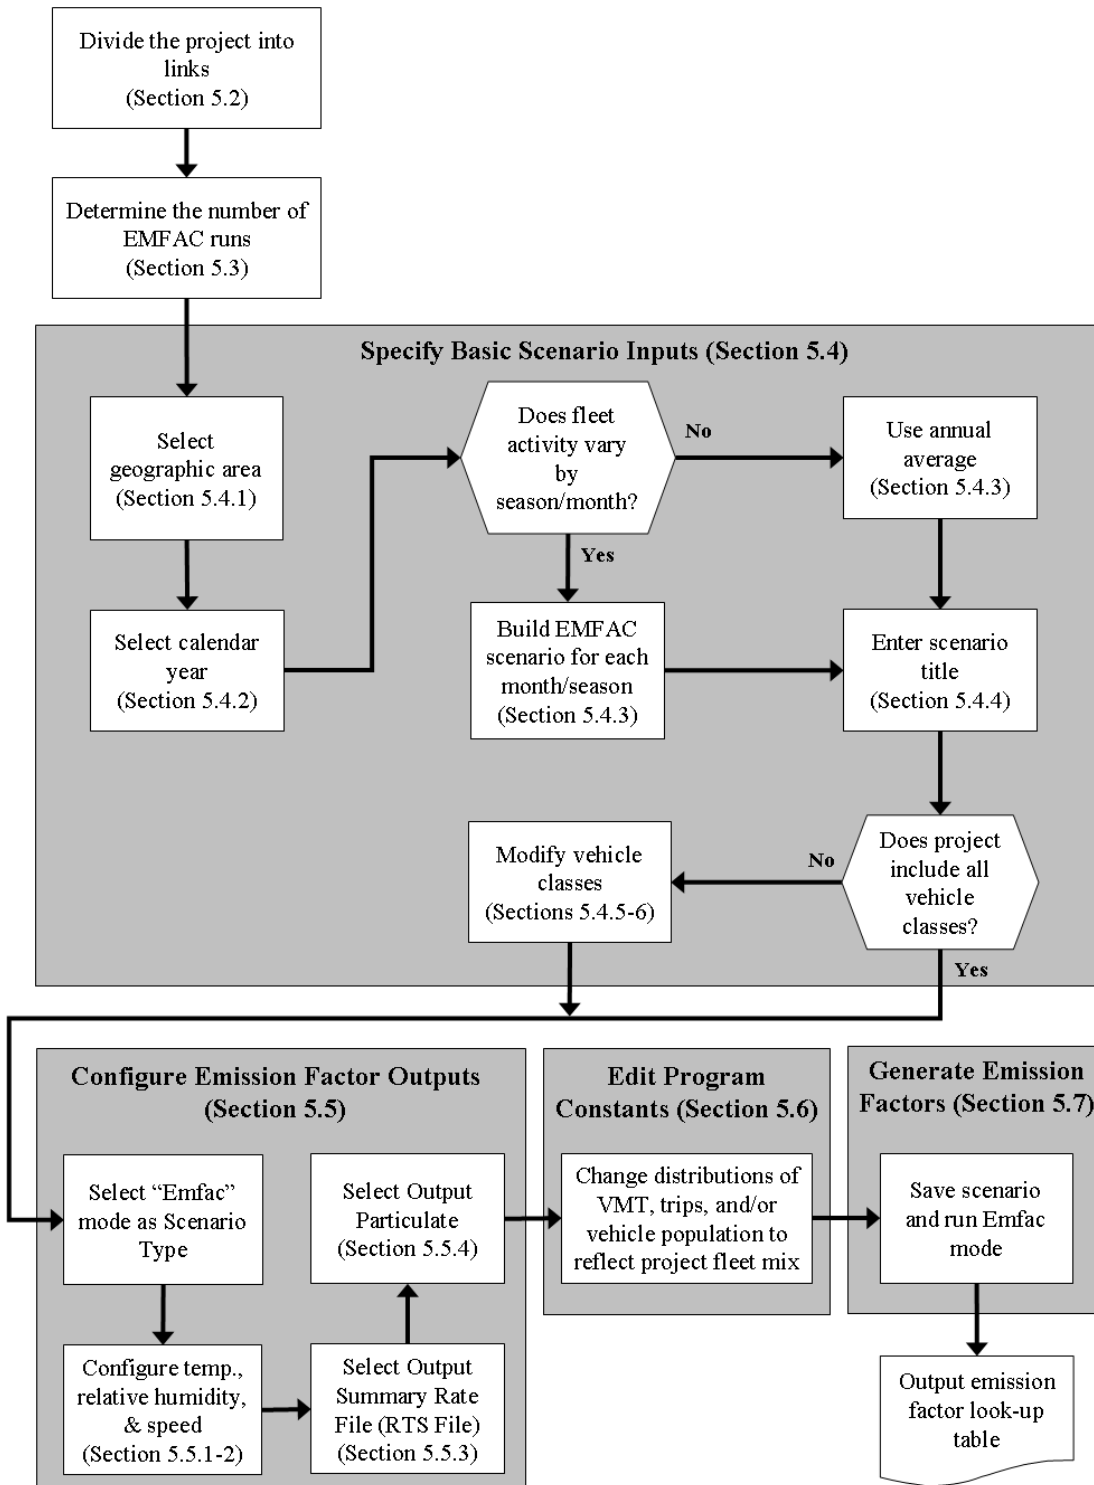 Divide the project into
links
(Section 5.2)
Determine the number of
EMFAC runs
(Section 5.3)
Specify Basic Scenario Inputs (Section 5.4)
Select
geographic area
(Section 5.4.1)
Select calendar
year
(Section 5.4.2)
Does fleet
activity vary
by
season/month?
No
Yes
Use annual
average
(Section 5.4.3)
Build EMFAC
scenario for each
month/season
(Section 5.4.3)
Enter scenario
title
(Section 5.4.4)
Does project
include all
vehicle
classes?
No
Yes
Modify vehicle
classes
(Sections 5.4.5-6)
Configure Emission Factor Outputs
(Section 5.5)
Select “Emfac”
mode as Scenario
Type
Configure temp.,
relative humidity,
& speed
(Section 5.5.1-2)
Select Output
Summary Rate
File (RTS File)
(Section 5.5.3)
Select Output
Particulate
(Section 5.5.4)
Edit Program
Constants (Section 5.6)
Change distributions of
VMT, trips, and/or
vehicle population to
reflect project fleet mix
Generate Emission
Factors (Section 5.7)
Save scenario
and run Emfac
mode
Output emission
factor look-up
table